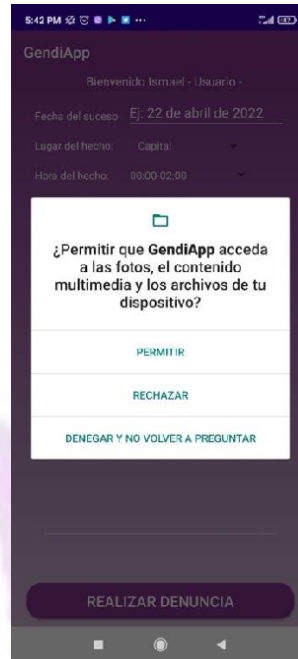 5:42 PM
GendiApp
Bienvenido Ismael - Usuario -
Fecha del suceso Ej: 22 de abril de 2022
Lugar del hecho: Capital
Hora del hecho: 00:00-02:00
¿Permitir que GendiApp acceda
a las fotos, el contenido
multimedia y los archivos de tu
dispositivo?
PERMITIR
RECHAZAR
DENEGAR Y NO VOLVER A PREGUNTAR
REALIZAR DENUNCIA